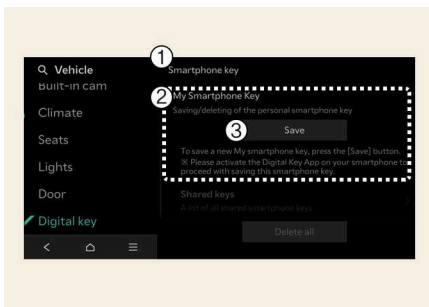 Vehicle
Built-in cam
Climate
Seats
Lights
Door
Digital key
1
Smartphone key
2
My Smartphone Key
Saving/deleting of the personal smartphone key
3
Save
To save a new My smartphone key, press the [Save] button.
※ Please activate the Digital Key App on your smartphone to
proceed with saving this smartphone key.
Shared keys
A list of all shared smartphone keys
Delete all